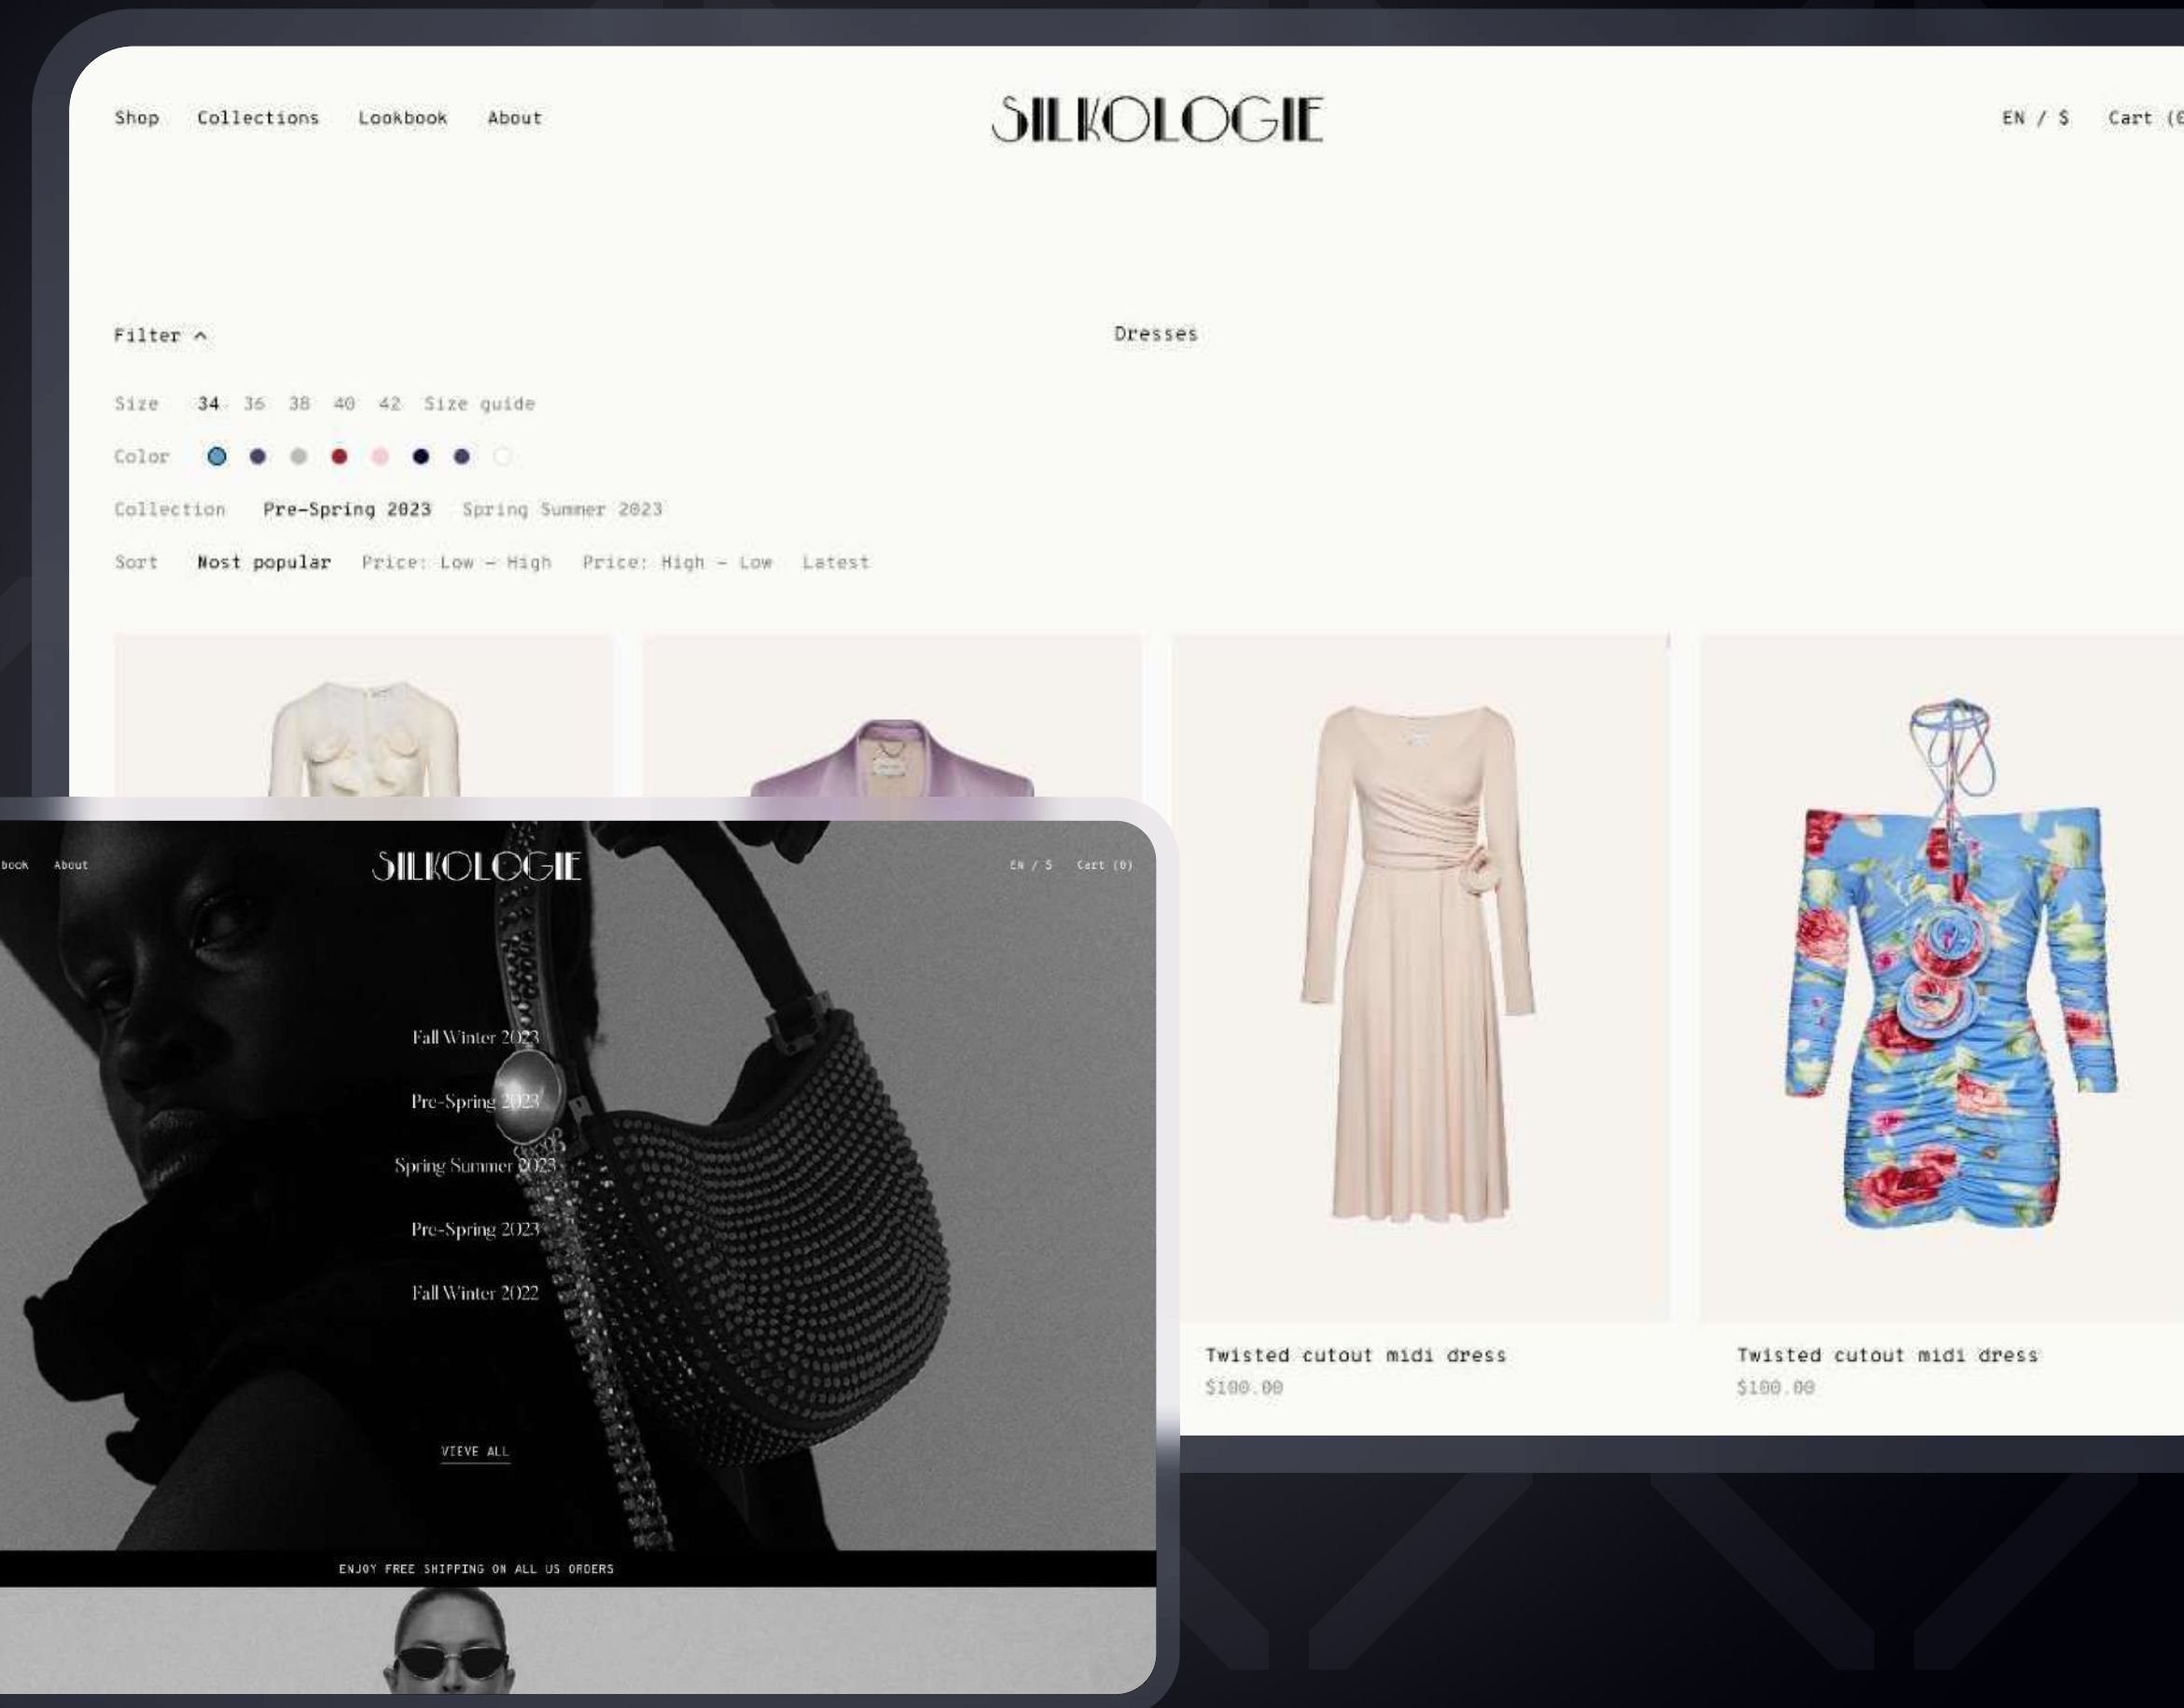 Shop Collections Lookbook About SILKOLOGIE EN / $ Cart (0
Filter Dresses
Size 34 36 38 40 42 Size guide
Color
Collection Pre-Spring 2023 Spring Summer 2023
Sort Most popular Price: Low - High Price: High - Low Latest
Twisted cutout midi dress
$100.00
Twisted cutout midi dress
$100.00
book About SILKOLOGIE EN / $ Cart (0)
Fall Winter 2023
Pre-Spring 2023
Spring Summer 2023
Pre-Spring 2023
Fall Winter 2022
VIEVE ALL
ENJOY FREE SHIPPING ON ALL US ORDERS